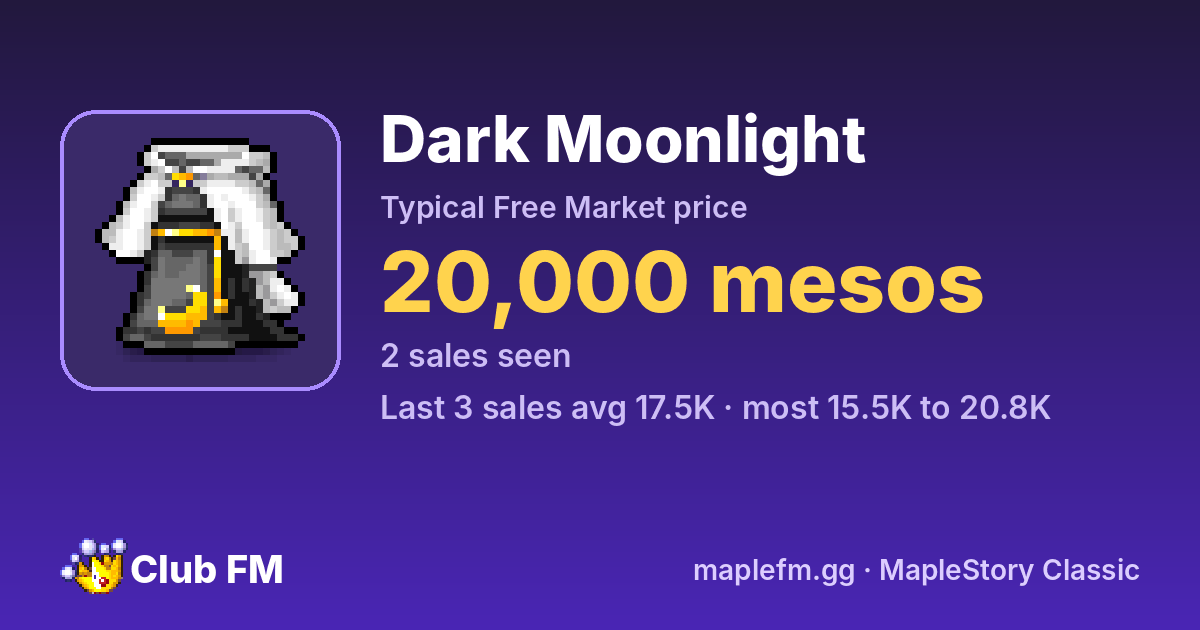 Dark Moonlight
Typical Free Market price
20,000 mesos
2 sales seen
Last 3 sales avg 17.5K · most 15.5K to 20.8K
Club FM
maplefm.gg · MapleStory Classic